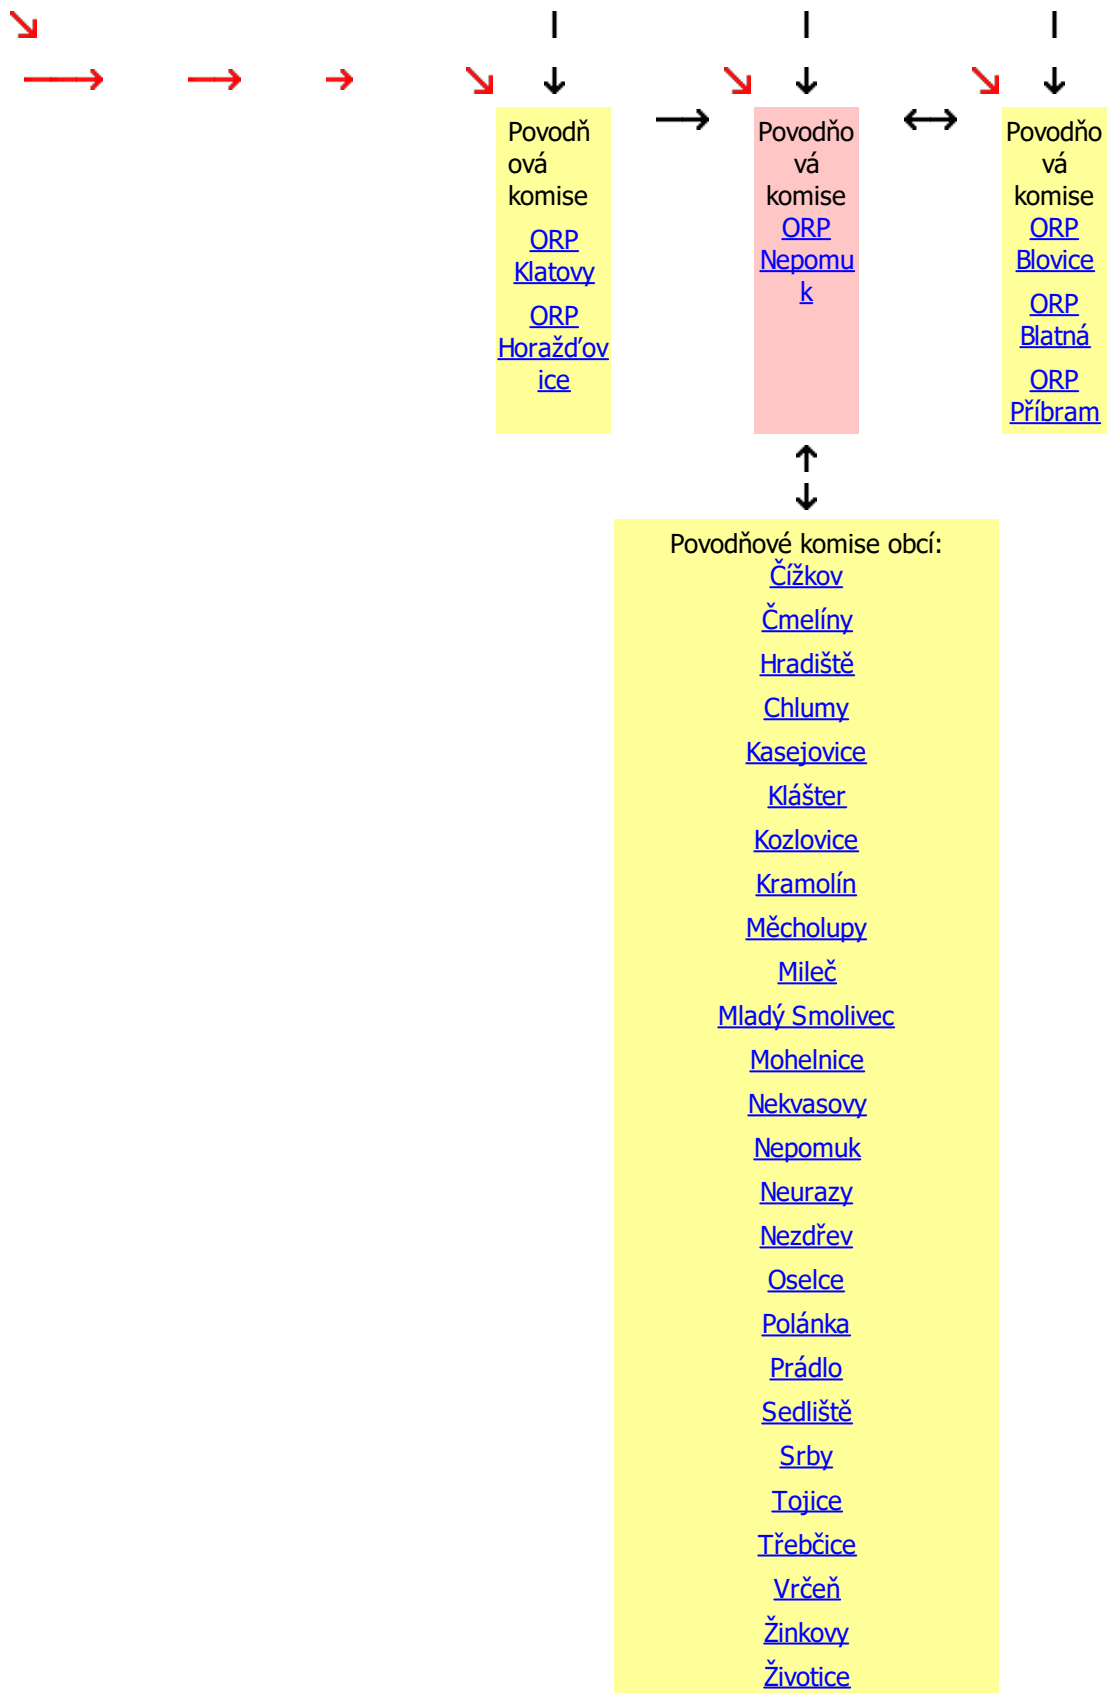 Povodň
ová
komise
ORP
Klatovy
ORP
Horažďov
ice
Povodňo
vá
komise
ORP
Nepomu
k
Povodňo
vá
komise
ORP
Blovice
ORP
Blatná
ORP
Příbram
Povodňové komise obcí:
Čížkov
Čmelíny
Hradiště
Chlumy
Kasejovice
Klášter
Kozlovice
Kramolín
Měcholupy
Mileč
Mladý Smolivec
Mohelnice
Nekvasovy
Nepomuk
Neurazy
Nezdřev
Oselce
Polánka
Prádlo
Sedliště
Srby
Tojice
Třebčice
Vrčeň
Žinkovy
Životice